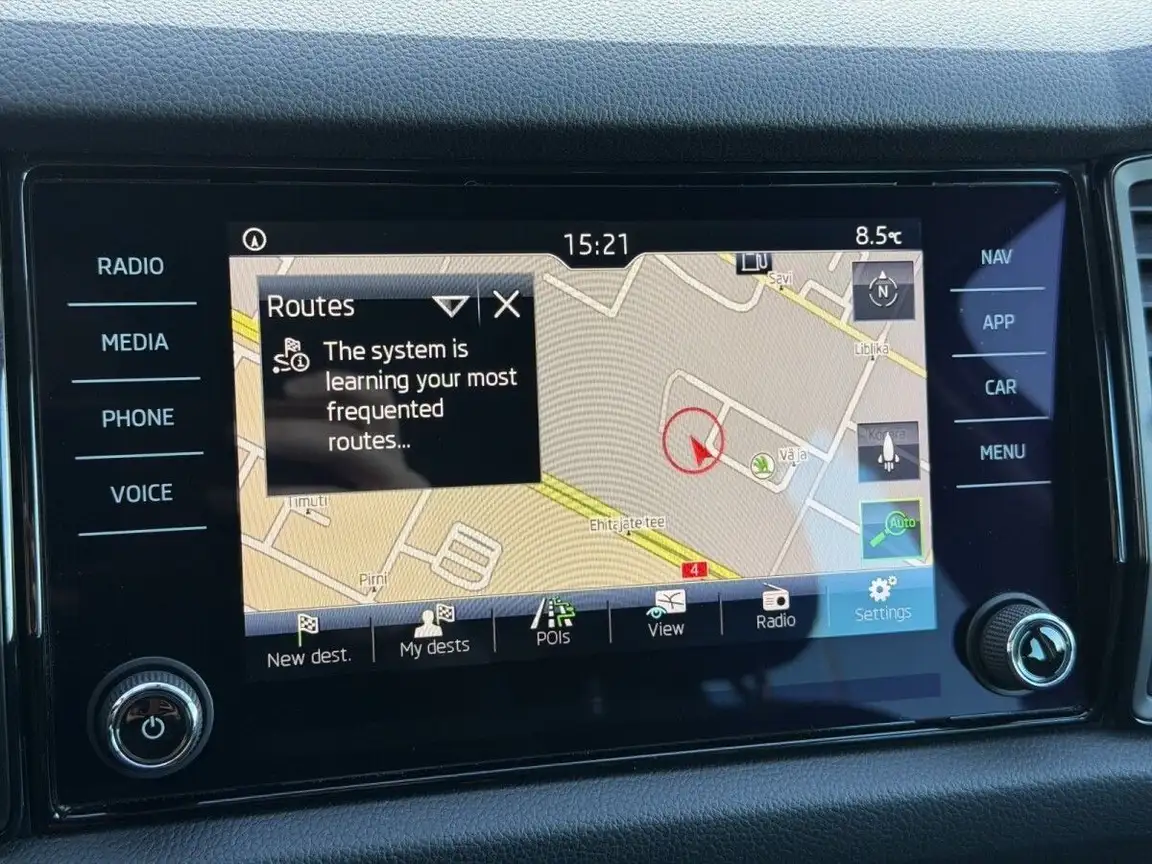 15:21
8.5°C
RADIO
MEDIA
PHONE
VOICE
NAV
APP
CAR
MENU
Routes
The system is
learning your most
frequented
routes...
N
Savi
Liblika
Auto
Timuti
Pirni
Ehitajate tee
4
New dest.
My dests
POIs
View
Radio
Settings